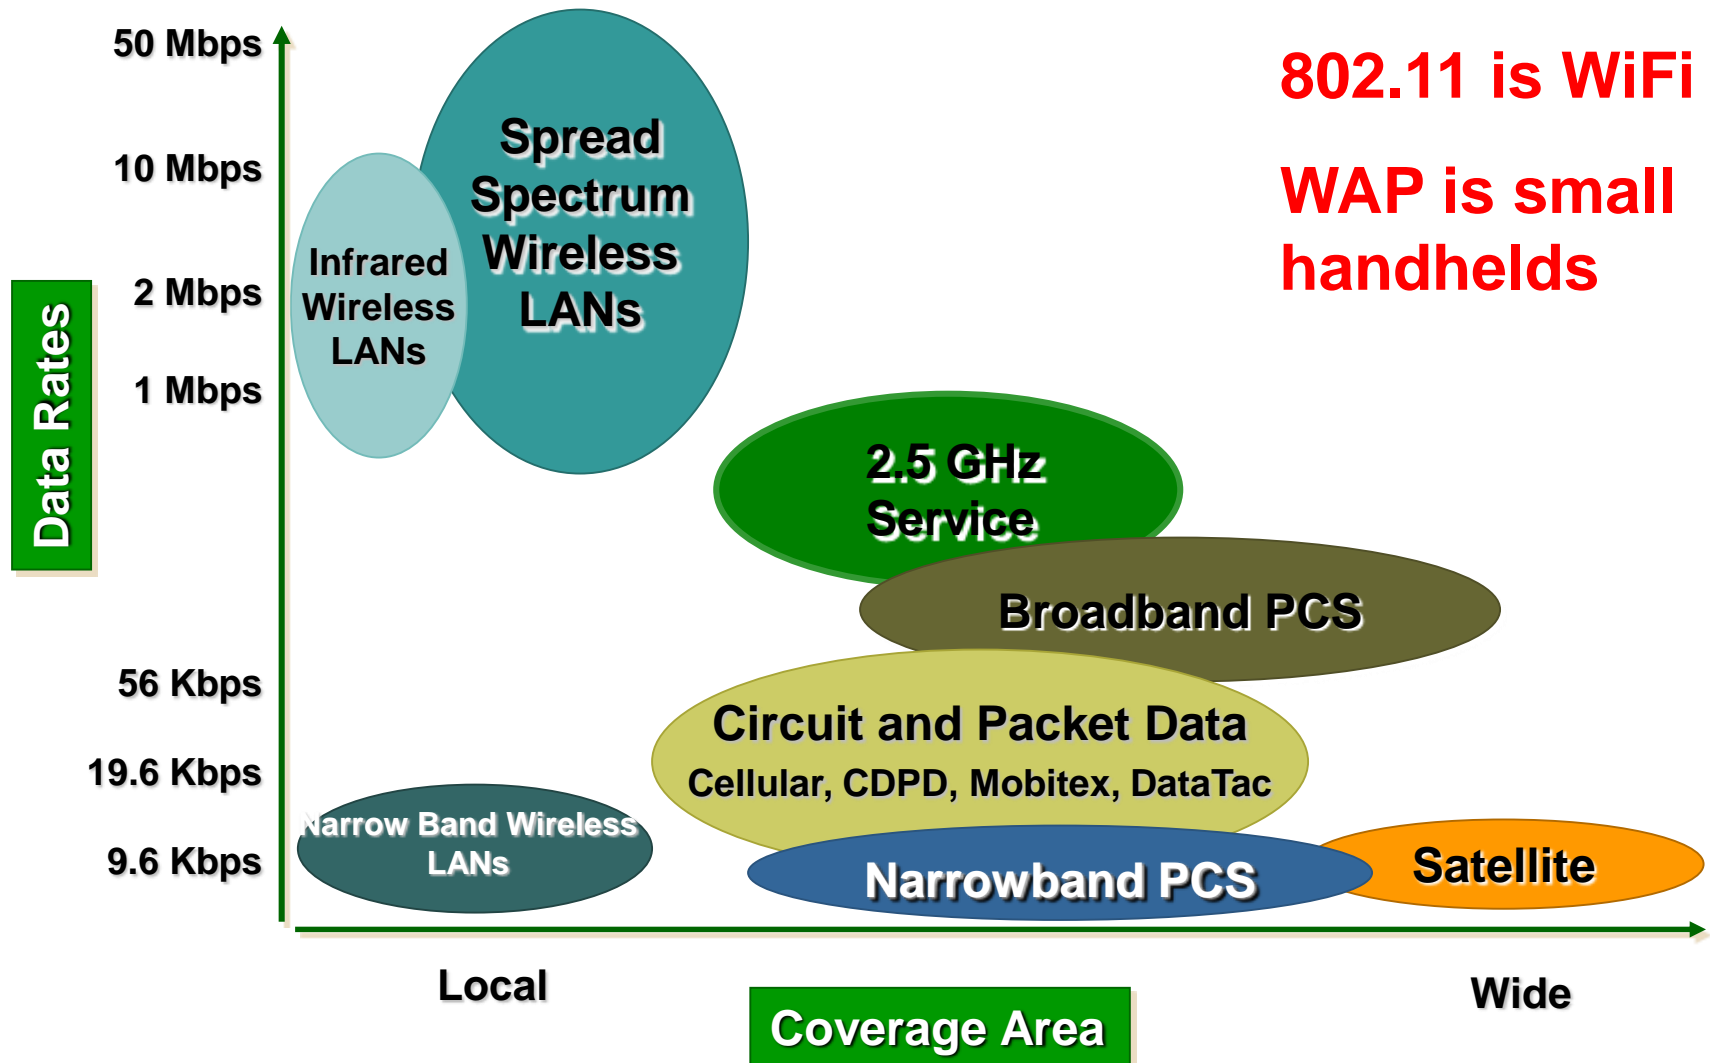 50 Mbps
10 Mbps
2 Mbps
1 Mbps
56 Kbps
19.6 Kbps
9.6 Kbps
Data Rates
Spread
Spectrum
Wireless
LANs
Infrared
Wireless
LANs
802.11 is WiFi
WAP is small
handhelds
2.5 GHz
Service
Broadband PCS
Circuit and Packet Data
Cellular, CDPD, Mobitex, DataTac
Narrow Band Wireless
LANs
Narrowband PCS
Satellite
Local
Wide
Coverage Area